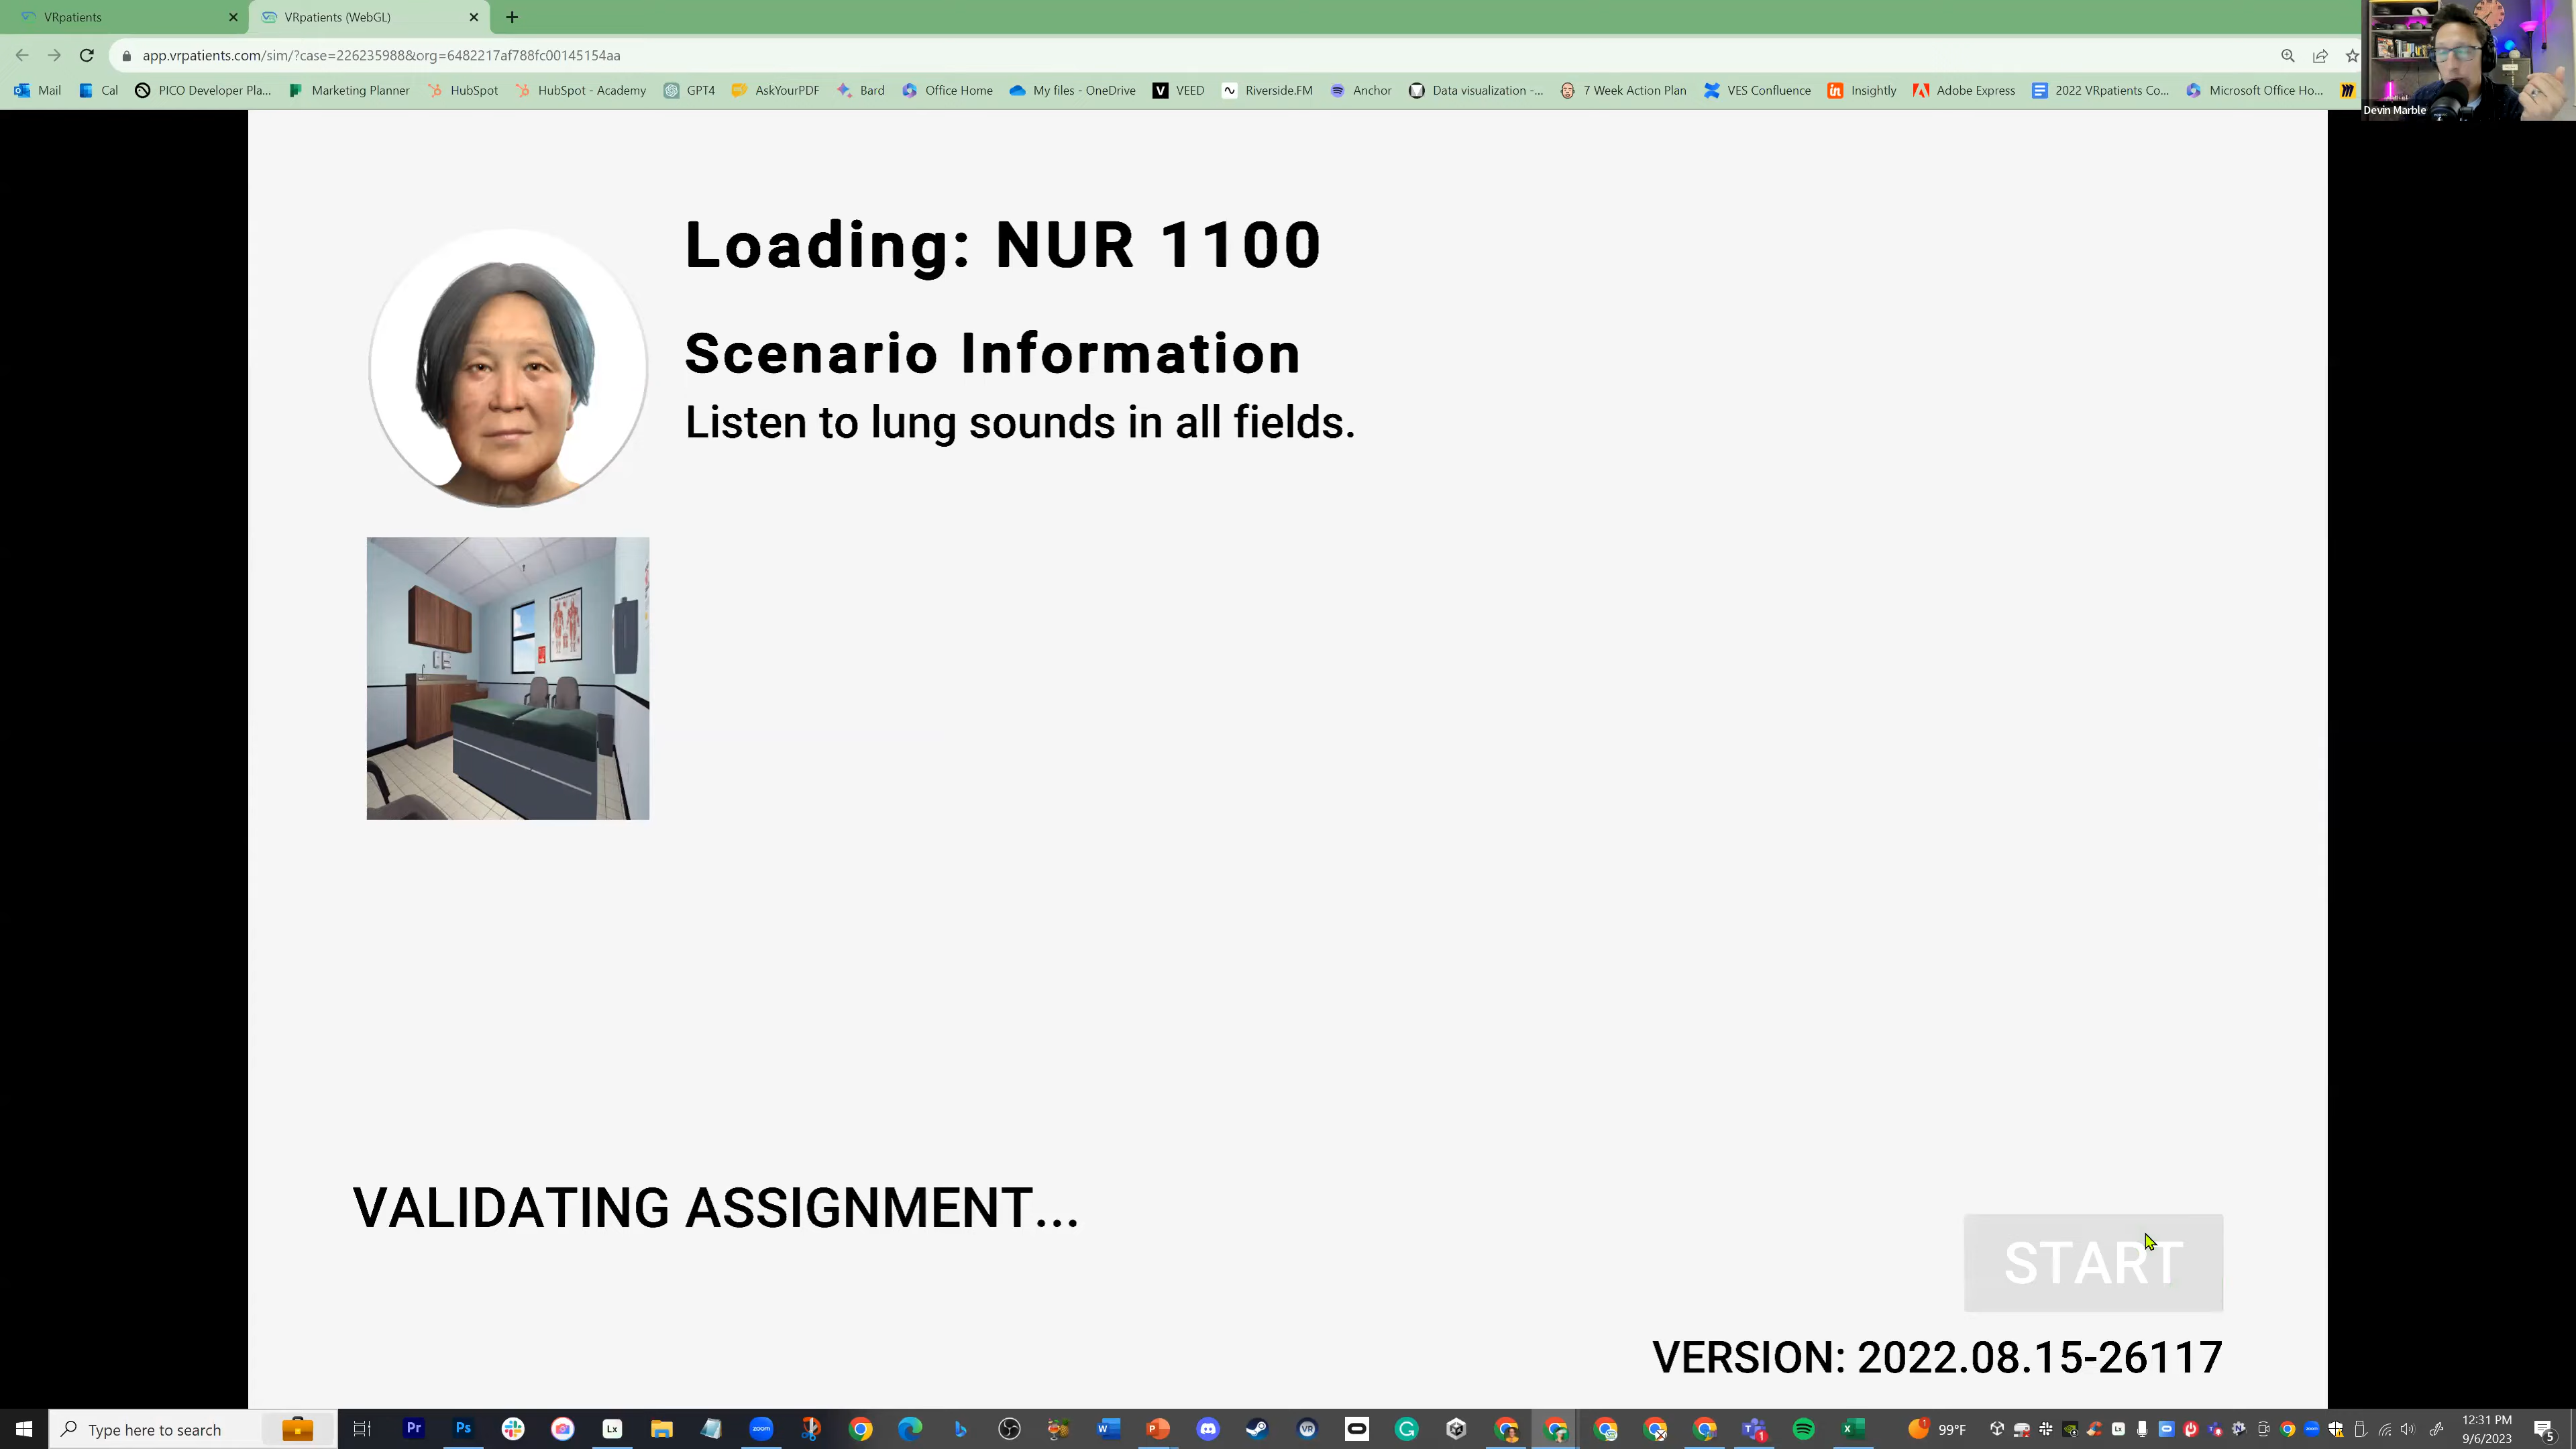 VRpatients
VRpatients (WebGL)
app.vrpatients.com/sim/?case=226235988&org=6482217af788fc00145154aa
Mail Cal PICO Developer Pla... Marketing Planner HubSpot HubSpot - Academy GPT4 AskYourPDF Bard Office Home My files - OneDrive VEED Riverside.FM Anchor Data visualization -... 7 Week Action Plan VES Confluence Insightly Adobe Express 2022 VRpatients Co... Microsoft Office Ho...
Devin Marble
Loading: NUR 1100
Scenario Information
Listen to lung sounds in all fields.
VALIDATING ASSIGNMENT...
START
VERSION: 2022.08.15-26117
Type here to search
99°F
12:31 PM
9/6/2023